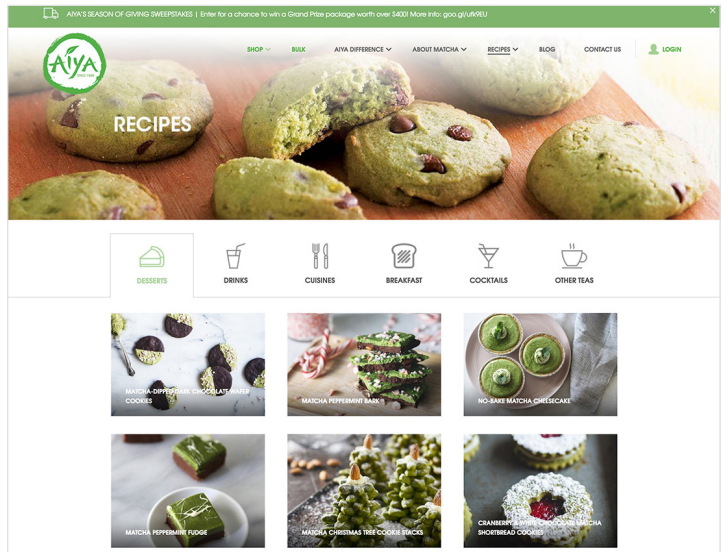 AIYA'S SEASON OF GIVING SWEEPSTAKES | Enter for a chance to win a Grand Prize package worth over $400! More info: goo.gl/ufk9EU
AIYA
SHOP BULK AIYA DIFFERENCE ABOUT MATCHA RECIPES BLOG CONTACT US LOGIN
RECIPES
DESSERTS DRINKS CUISINES BREAKFAST COCKTAILS OTHER TEAS
MATCHA-DIPPED DARK CHOCOLATE WAFER
COOKIES
MATCHA PEPPERMINT BARK
NO-BAKE MATCHA CHEESECAKE
MATCHA PEPPERMINT FUDGE
MATCHA CHRISTMAS TREE COOKIE STACKS
CRANBERRY & WHITE CHOCOLATE MATCHA
SHORTBREAD COOKIES